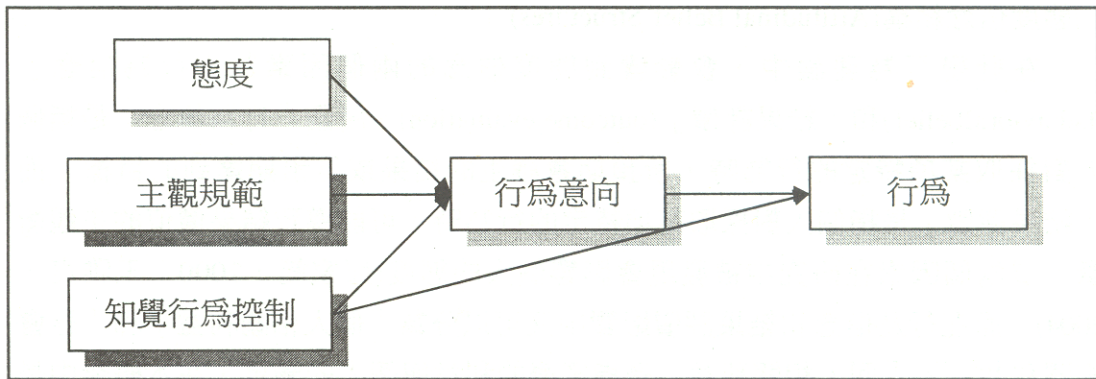 態度
主觀規範
行爲意向
行爲
知覺行爲控制